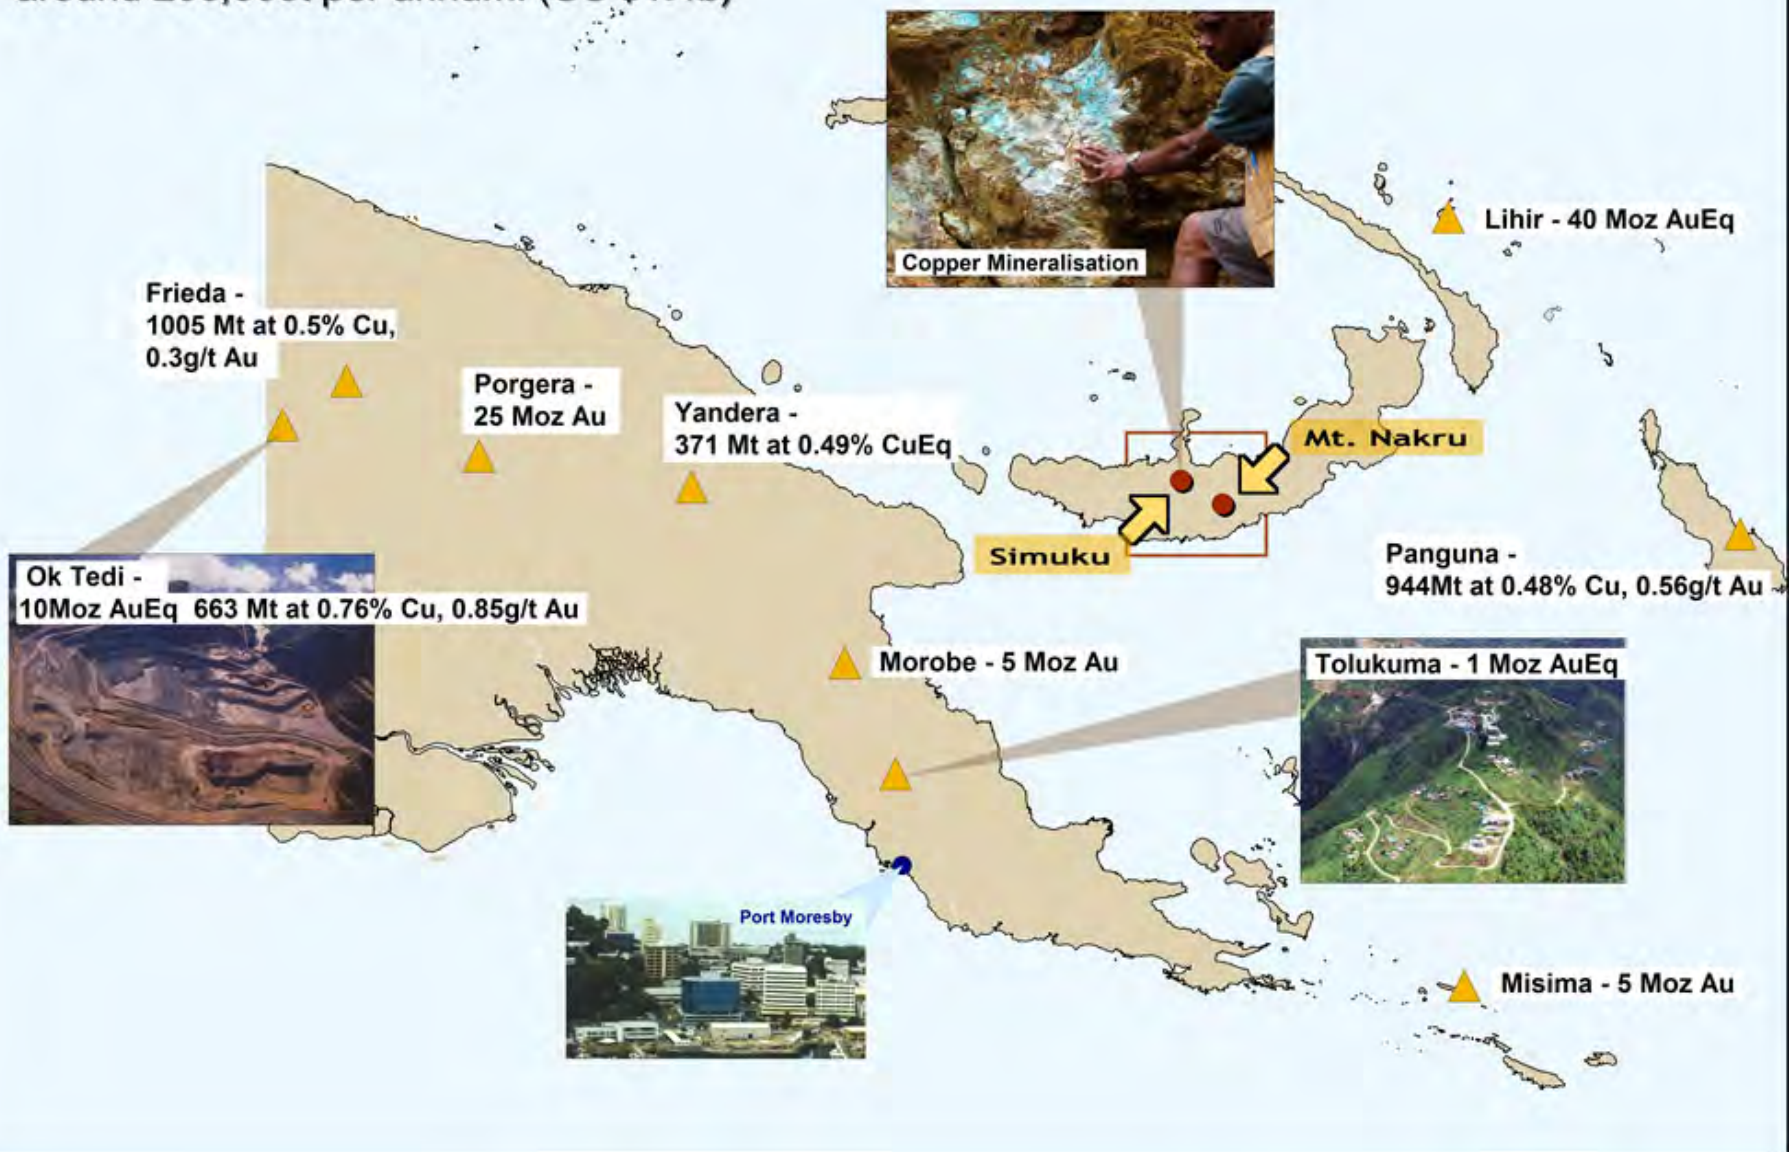 Copper Mineralisation
Lihir - 40 Moz AuEq
Frieda -
1005 Mt at 0.5% Cu,
0.3g/t Au
Porgera -
25 Moz Au
Yandera -
371 Mt at 0.49% CuEq
Mt. Nakru
Simuku
Panguna -
944Mt at 0.48% Cu, 0.56g/t Au
Ok Tedi -
10Moz AuEq 663 Mt at 0.76% Cu, 0.85g/t Au
Morobe - 5 Moz Au
Tolukuma - 1 Moz AuEq
Port Moresby
Misima - 5 Moz Au